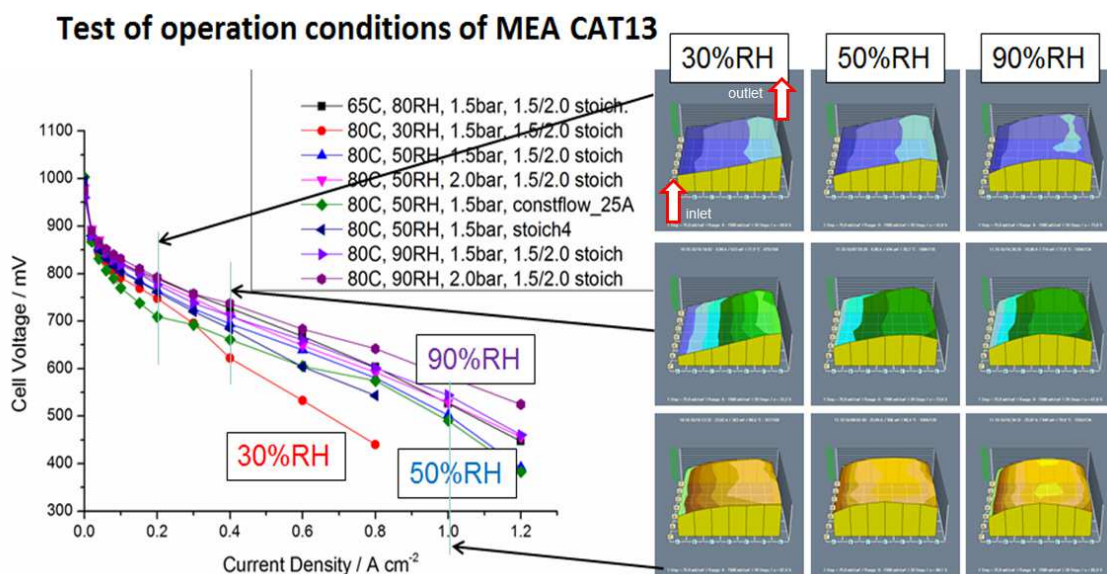 Test of operation conditions of MEA CAT13
30%RH
50%RH
90%RH
outlet
inlet
65C, 80RH, 1.5bar, 1.5/2.0 stoich.
80C, 30RH, 1.5bar, 1.5/2.0 stoich
80C, 50RH, 1.5bar, 1.5/2.0 stoich
80C, 50RH, 2.0bar, 1.5/2.0 stoich
80C, 50RH, 1.5bar, constflow_25A
80C, 50RH, 1.5bar, stoich4
80C, 90RH, 1.5bar, 1.5/2.0 stoich
80C, 90RH, 2.0bar, 1.5/2.0 stoich
Cell Voltage / mV
1100
1000
900
800
700
600
500
400
300
90%RH
30%RH
50%RH
0.0 0.2 0.4 0.6 0.8 1.0 1.2
Current Density / A cm⁻²